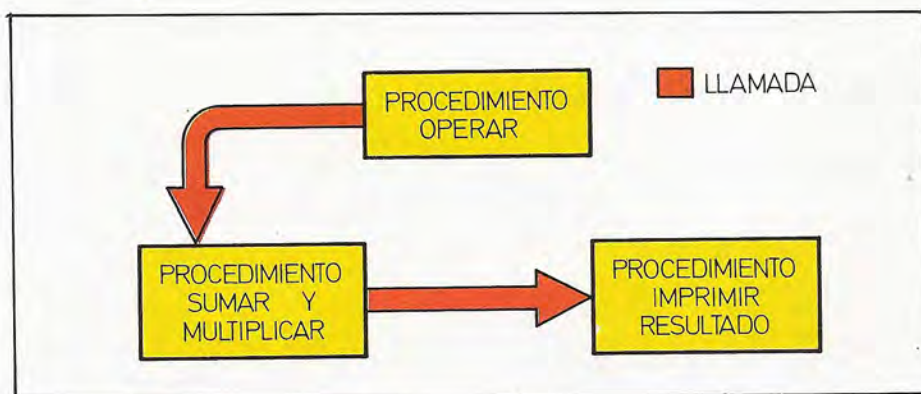 PROCEDIMIENTO
OPERAR
LLAMADA
PROCEDIMIENTO
SUMAR Y
MULTIPLICAR
PROCEDIMIENTO
IMPRIMIR
RESULTADO